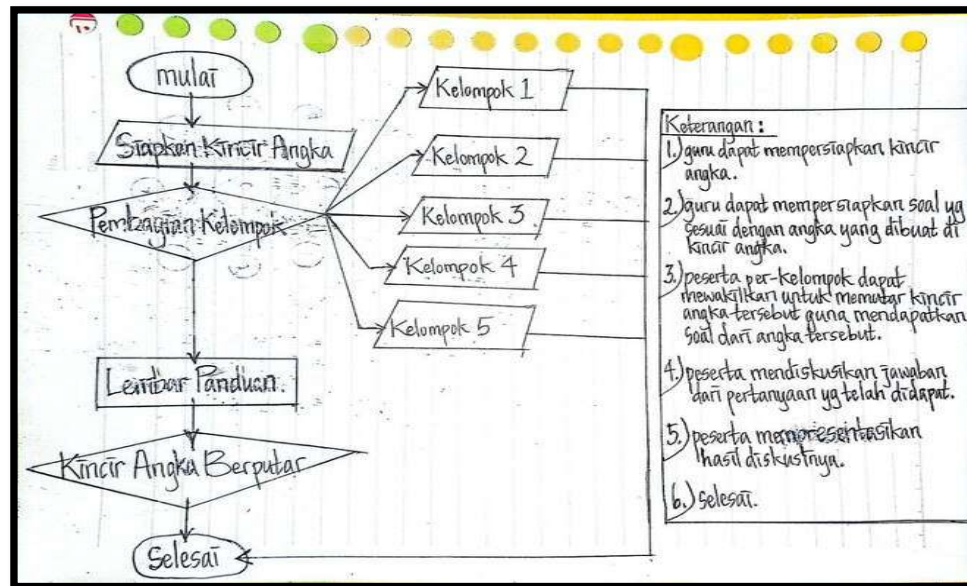 mulai
Siapkan Kincir Angka
Pembagian Kelompok
Kelompok 1
Kelompok 2
Kelompok 3
Kelompok 4
Kelompok 5
Lembar Panduan.
Kincir Angka Berputar
Selesai
Keterangan :
1.) guru dapat mempersiapkan kincir
angka.
2.) guru dapat mempersiapkan soal yg
sesuai dengan angka yang dibuat di
kincir angka.
3.) peserta per-kelompok dapat
mewakilkan untuk memutar kincir
angka tersebut guna mendapatkan
soal dari angka tersebut.
4.) peserta mendiskusikan jawaban
dari pertanyaan yg telah didapat.
5.) peserta mempresentasikan
hasil diskusinya.
6.) Selesai.